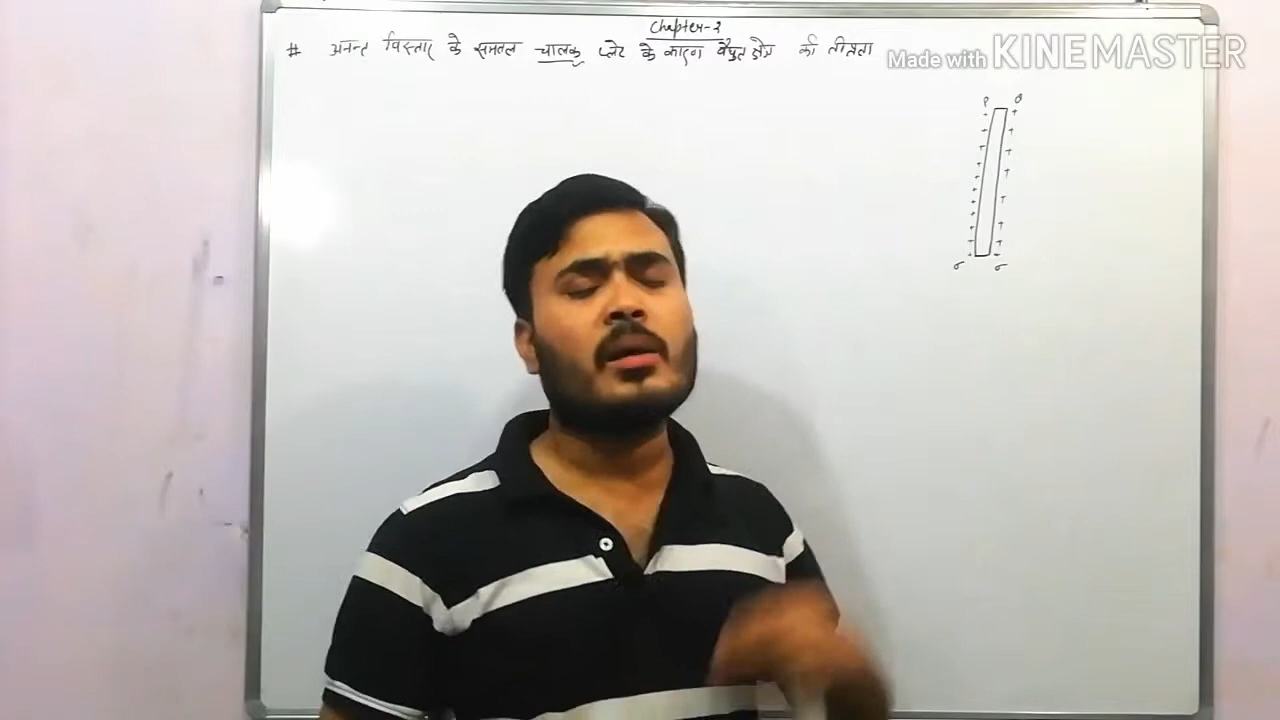 Chapter-2
# अनन्त विस्तार के समतल चालक प्लेट के कारण वैद्युत क्षेत्र की तीव्रता
Made with KINEMASTER
P Q
σ σ